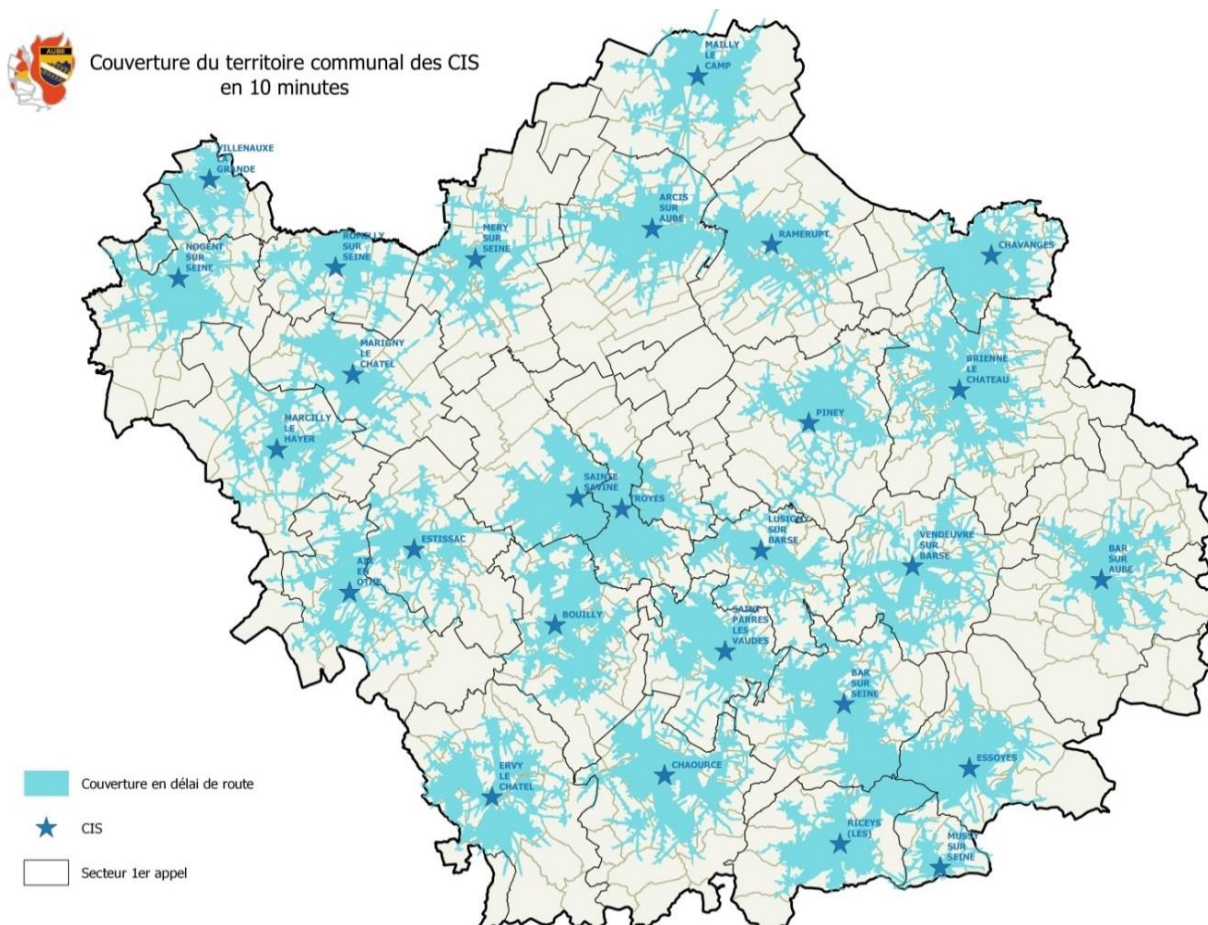 AUBE
Couverture du territoire communal des CIS
en 10 minutes
MAILLY
LE
CAMP
VILLENAUXE
LA
GRANDE
ARCIS
SUR
AUBE
MERY
SUR
SEINE
RAMERUPT
ROMILLY
SUR
SEINE
NOGENT
SUR
SEINE
CHAVANGES
MARIGNY
LE
CHATEL
BRIENNE
LE
CHATEAU
PINEY
MARCILLY
LE
HAYER
SAINTE
SAVINE
TROYES
LUSIGNY
SUR
BARSE
VENDEUVRE
SUR
BARSE
ESTISSAC
BAR
SUR
AUBE
AIX
EN
OTHE
BOUILLY
SAINT
PARRES
LES
VAUDES
BAR
SUR
SEINE
ESSOYES
CHAOURCE
ERVY
LE
CHATEL
RICEYS
(LES)
MUSSY
SUR
SEINE
Couverture en délai de route
CIS
Secteur 1er appel